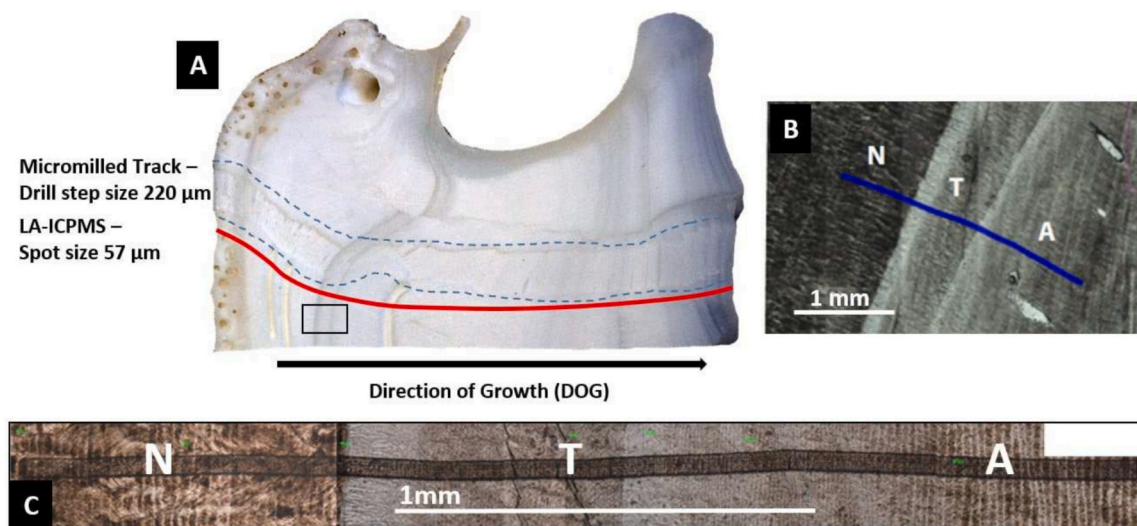 A
Micromilled Track –
Drill step size 220 µm
LA-ICPMS –
Spot size 57 µm
Direction of Growth (DOG)
B
N
T
A
1 mm
N
T
A
1mm
C